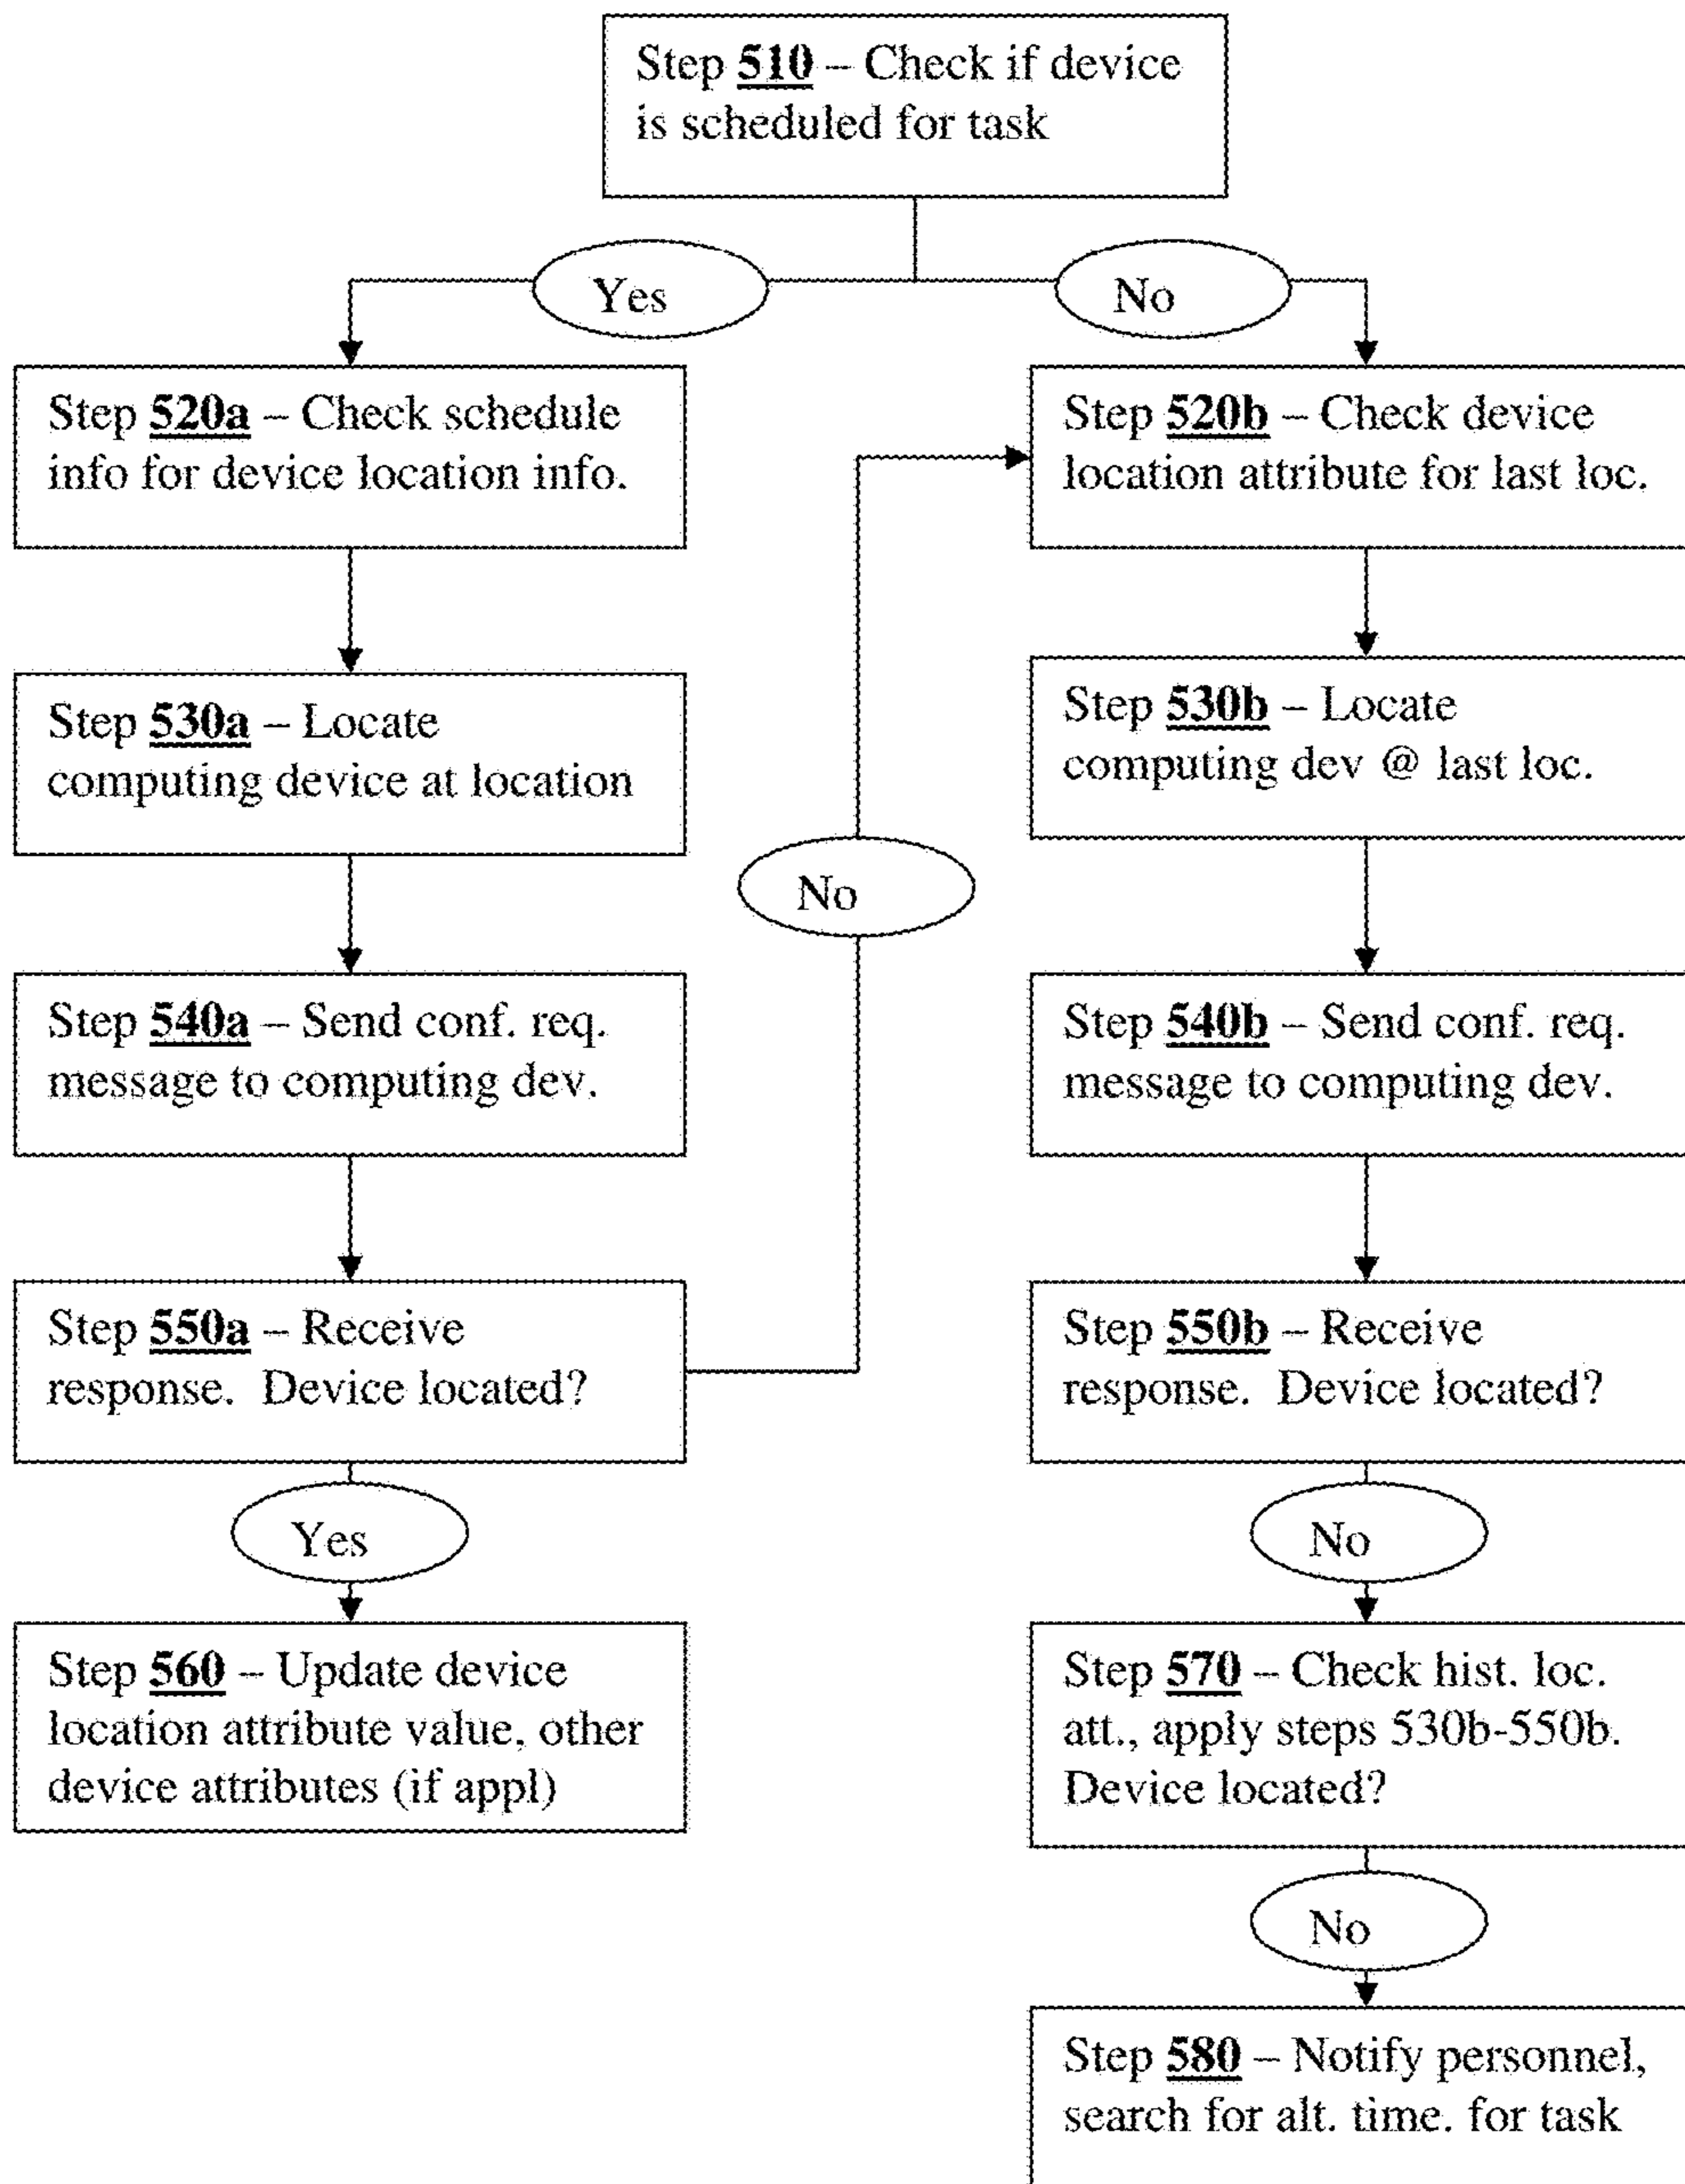 Step 510 – Check if device
is scheduled for task
Yes
No
Step 520a – Check schedule
info for device location info.
Step 520b – Check device
location attribute for last loc.
Step 530a – Locate
computing device at location
Step 530b – Locate
computing dev @ last loc.
No
Step 540a – Send conf. req.
message to computing dev.
Step 540b – Send conf. req.
message to computing dev.
Step 550a – Receive
response. Device located?
Step 550b – Receive
response. Device located?
Yes
No
Step 560 – Update device
location attribute value, other
device attributes (if appl)
Step 570 – Check hist. loc.
att., apply steps 530b-550b.
Device located?
No
Step 580 – Notify personnel,
search for alt. time. for task